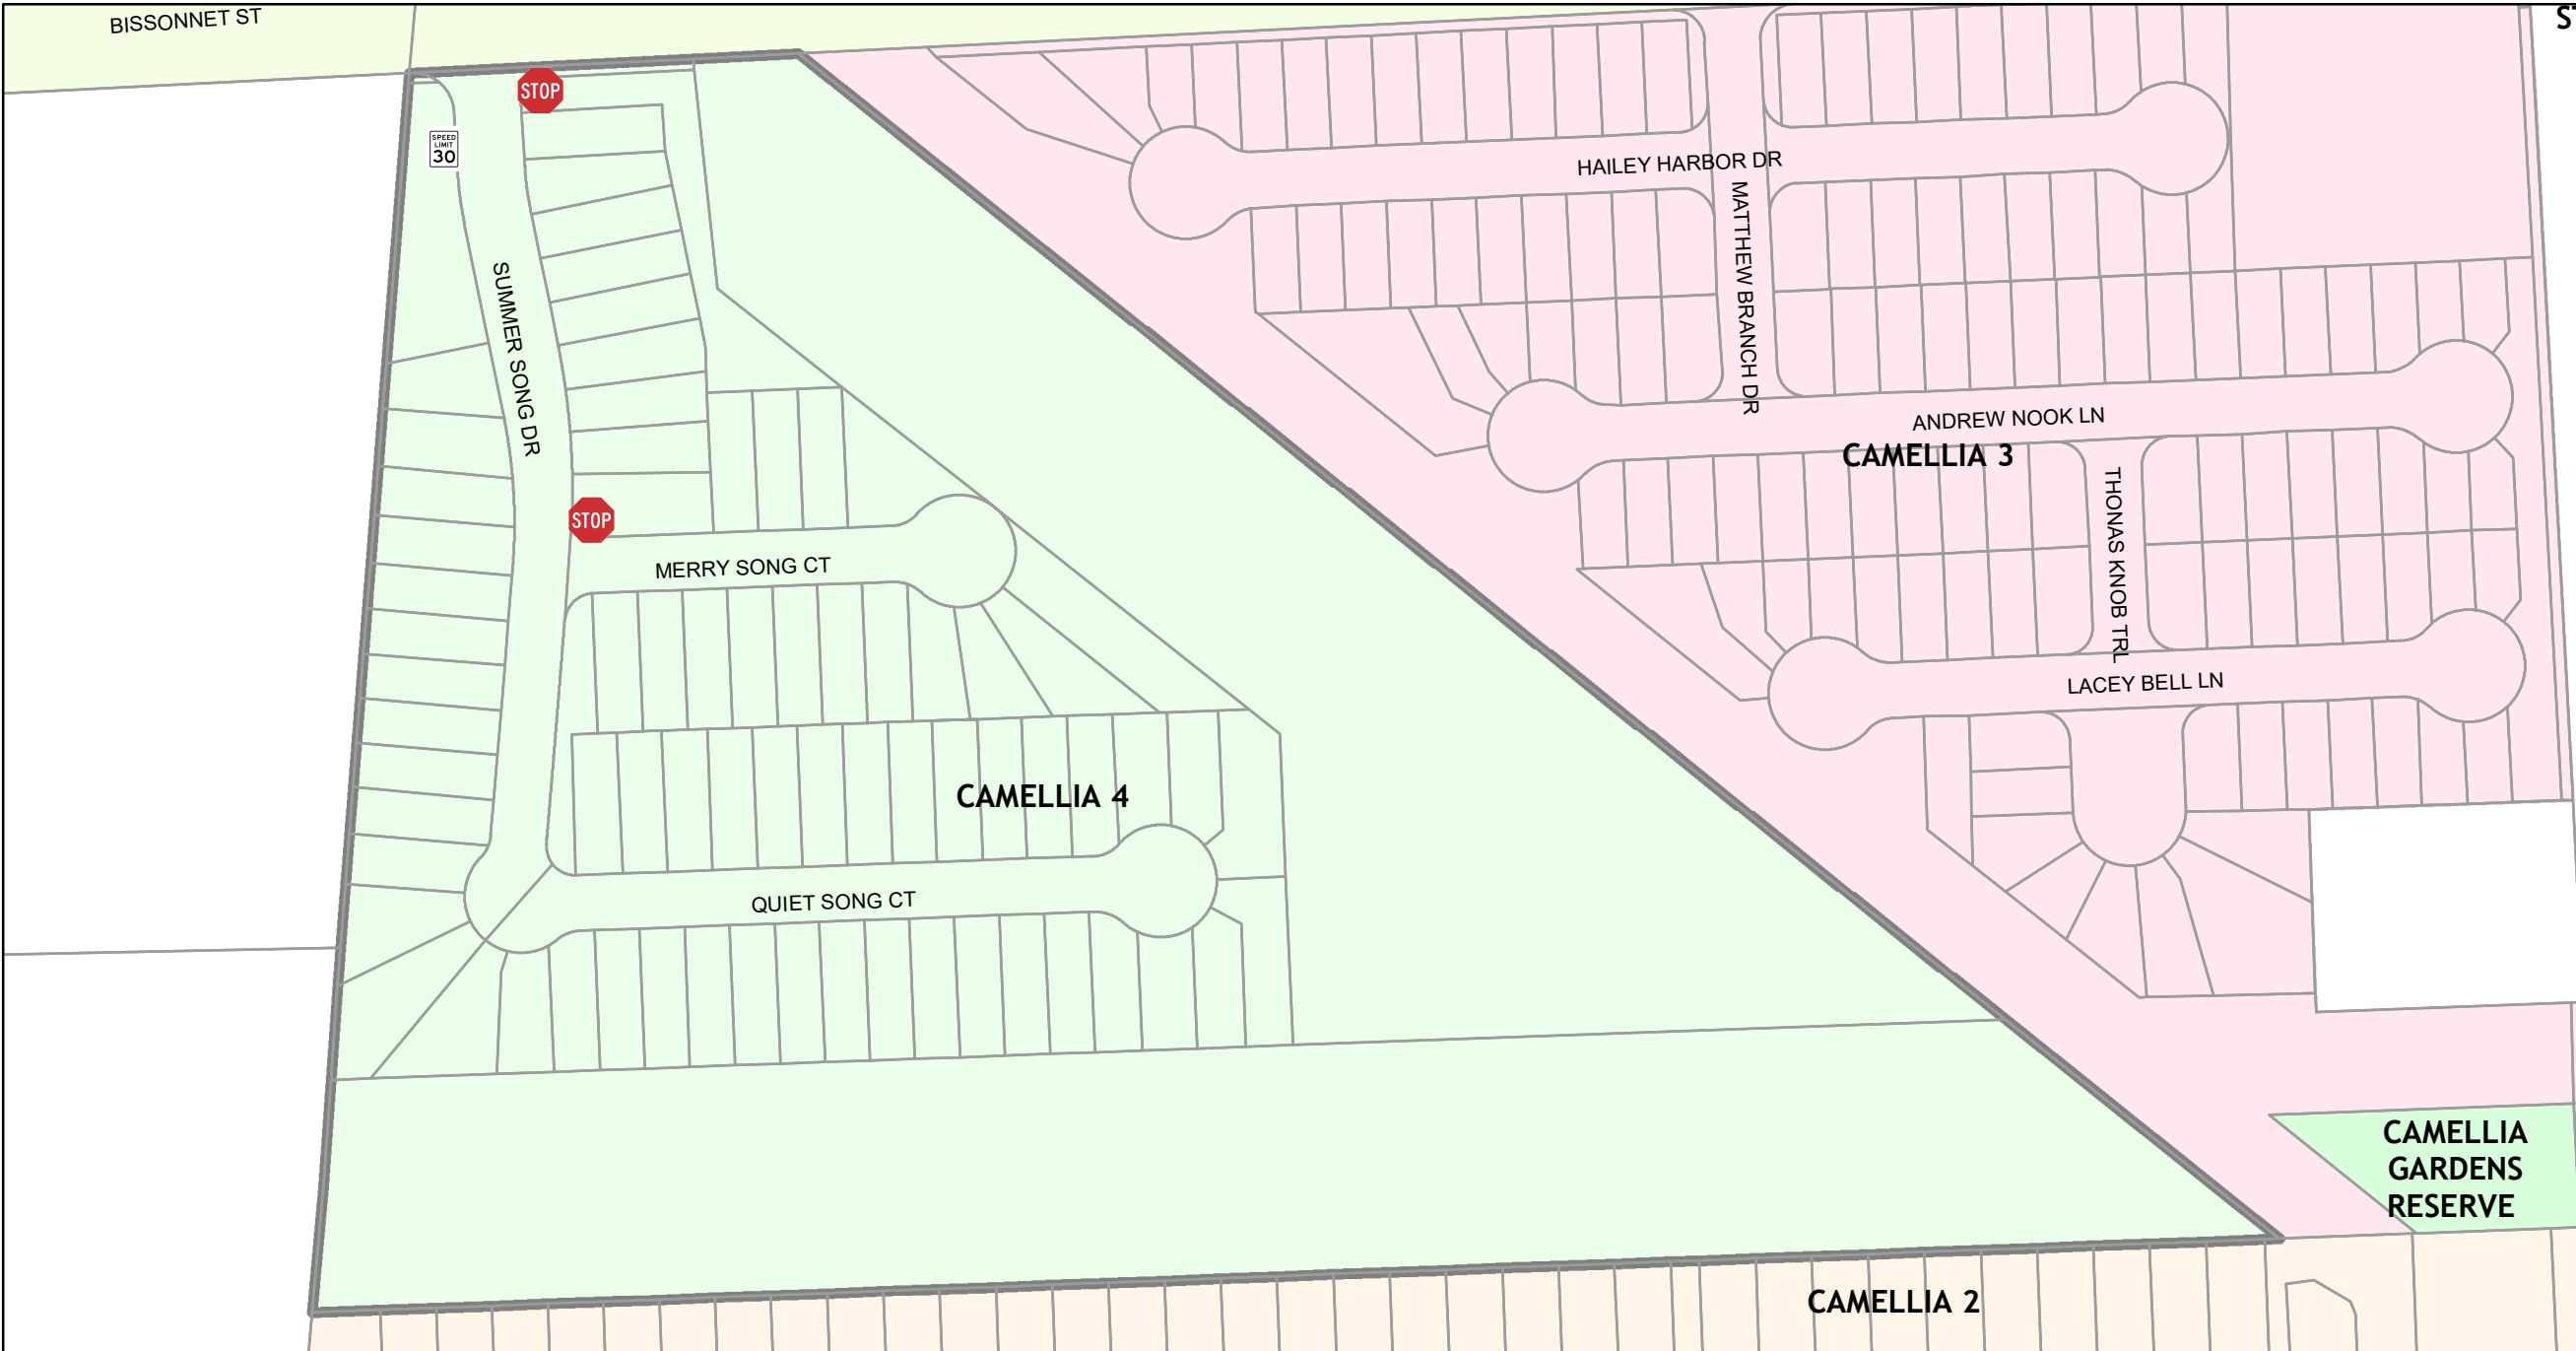 BISSONNET ST
STOP
SPEED
LIMIT
30
HAILEY HARBOR DR
MATTHEW BRANCH DR
SUMMER SONG DR
ANDREW NOOK LN
CAMELLIA 3
THONAS KNOB TRL
STOP
MERRY SONG CT
LACEY BELL LN
CAMELLIA 4
QUIET SONG CT
CAMELLIA
GARDENS
RESERVE
CAMELLIA 2